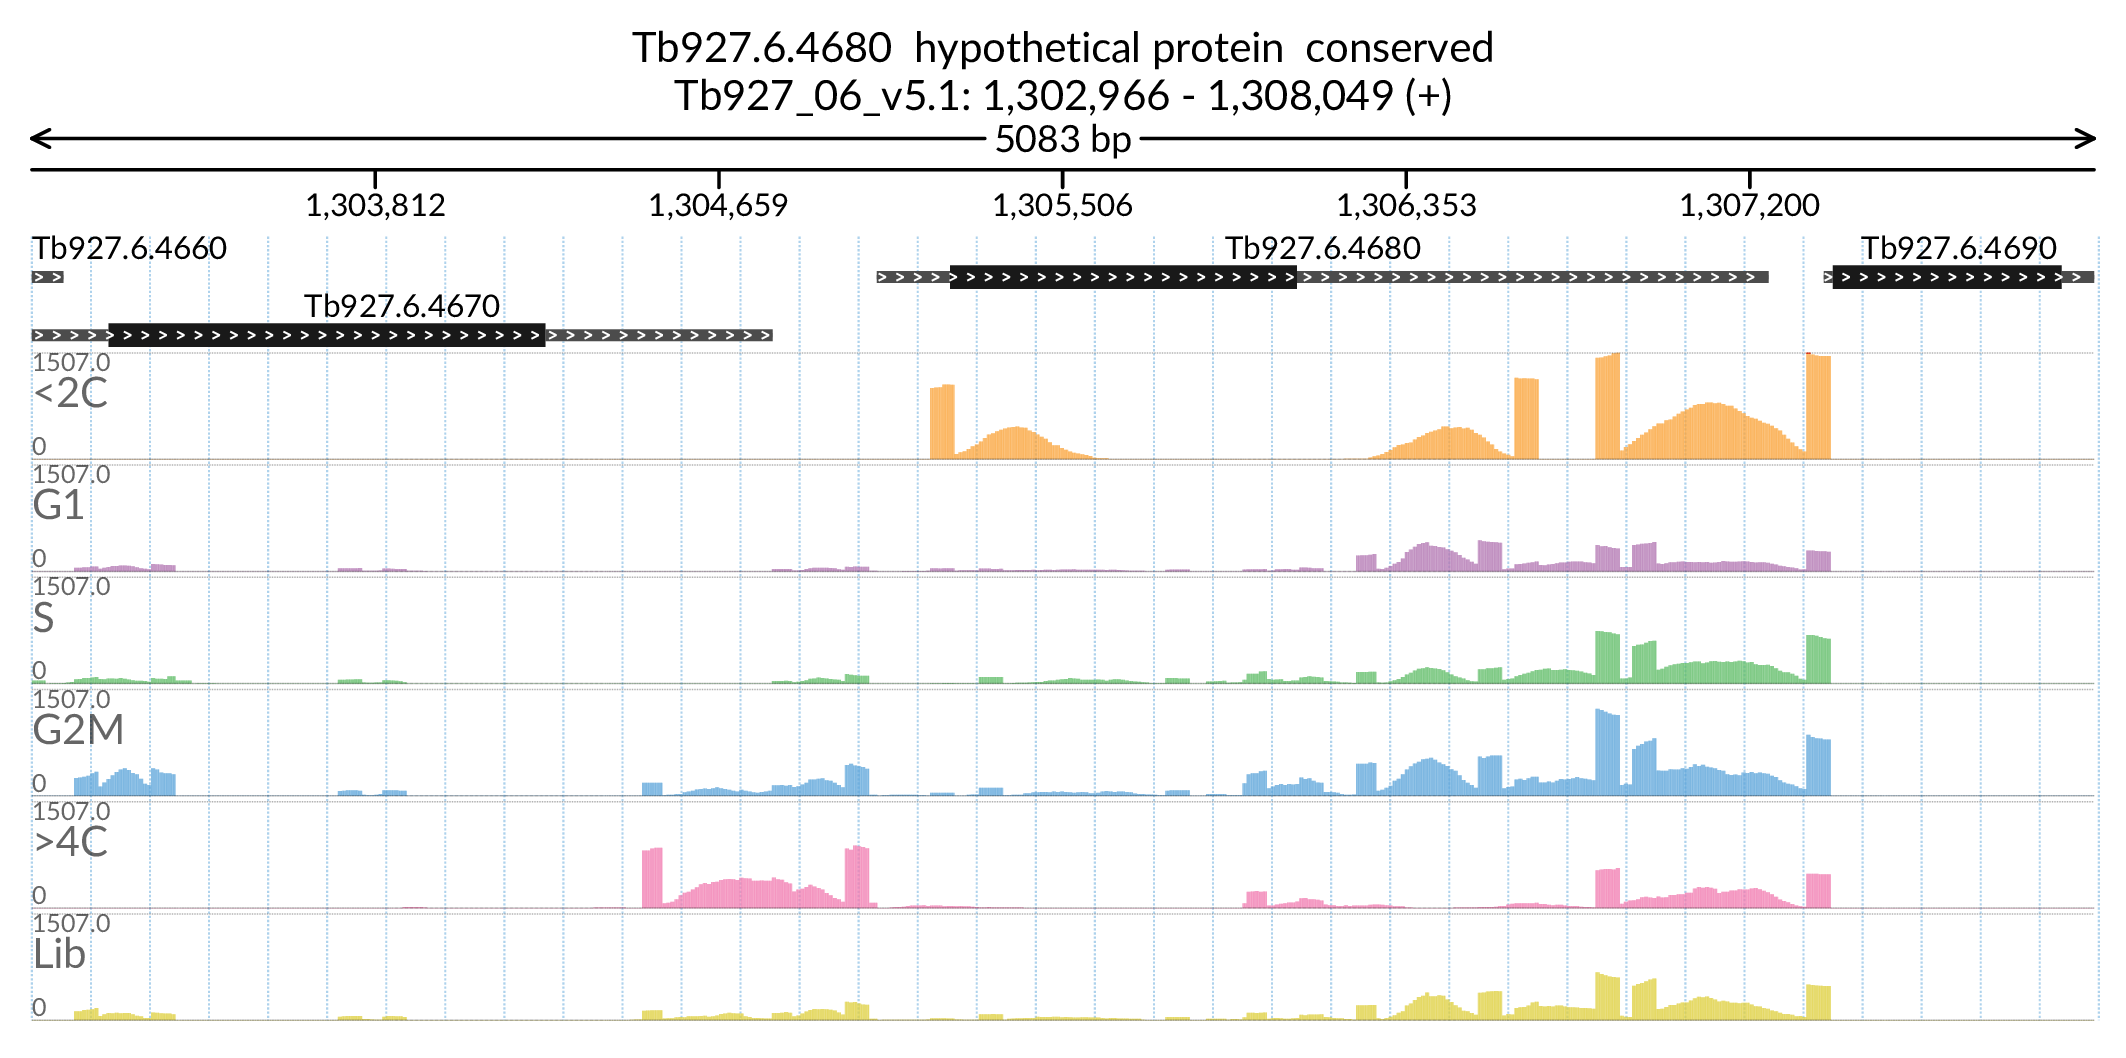 Tb927.6.4680  hypothetical protein  conserved
Tb927_06_v5.1: 1,302,966 - 1,308,049 (+)
5083 bp
1,303,812 1,304,659 1,305,506 1,306,353 1,307,200
Tb927.6.4660 Tb927.6.4680 Tb927.6.4690
Tb927.6.4670
1507.0
<2C
0
1507.0
G1
0
1507.0
S
0
1507.0
G2M
0
1507.0
>4C
0
1507.0
Lib
0